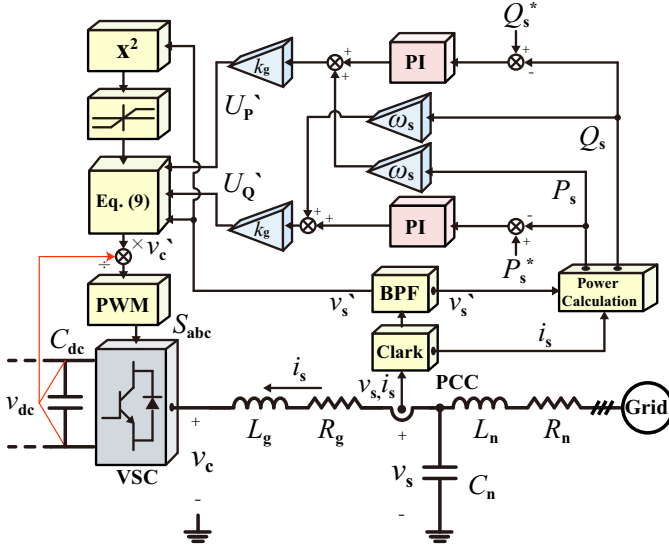 Qs*
x²
kg
+
+
PI
+
-
UP`
ωs
Qs
Eq. (9)
UQ`
ωs
Ps
kg
+
+
PI
-
+
× vc`
÷
Ps*
Power
Calculation
PWM
vs`
BPF
vs`
Sabc
Cdc
Clark
is
vdc
is
vs,is
PCC
Grid
+
Lg
Rg
+
Ln
Rn
vc
vs
Cn
VSC
-
-